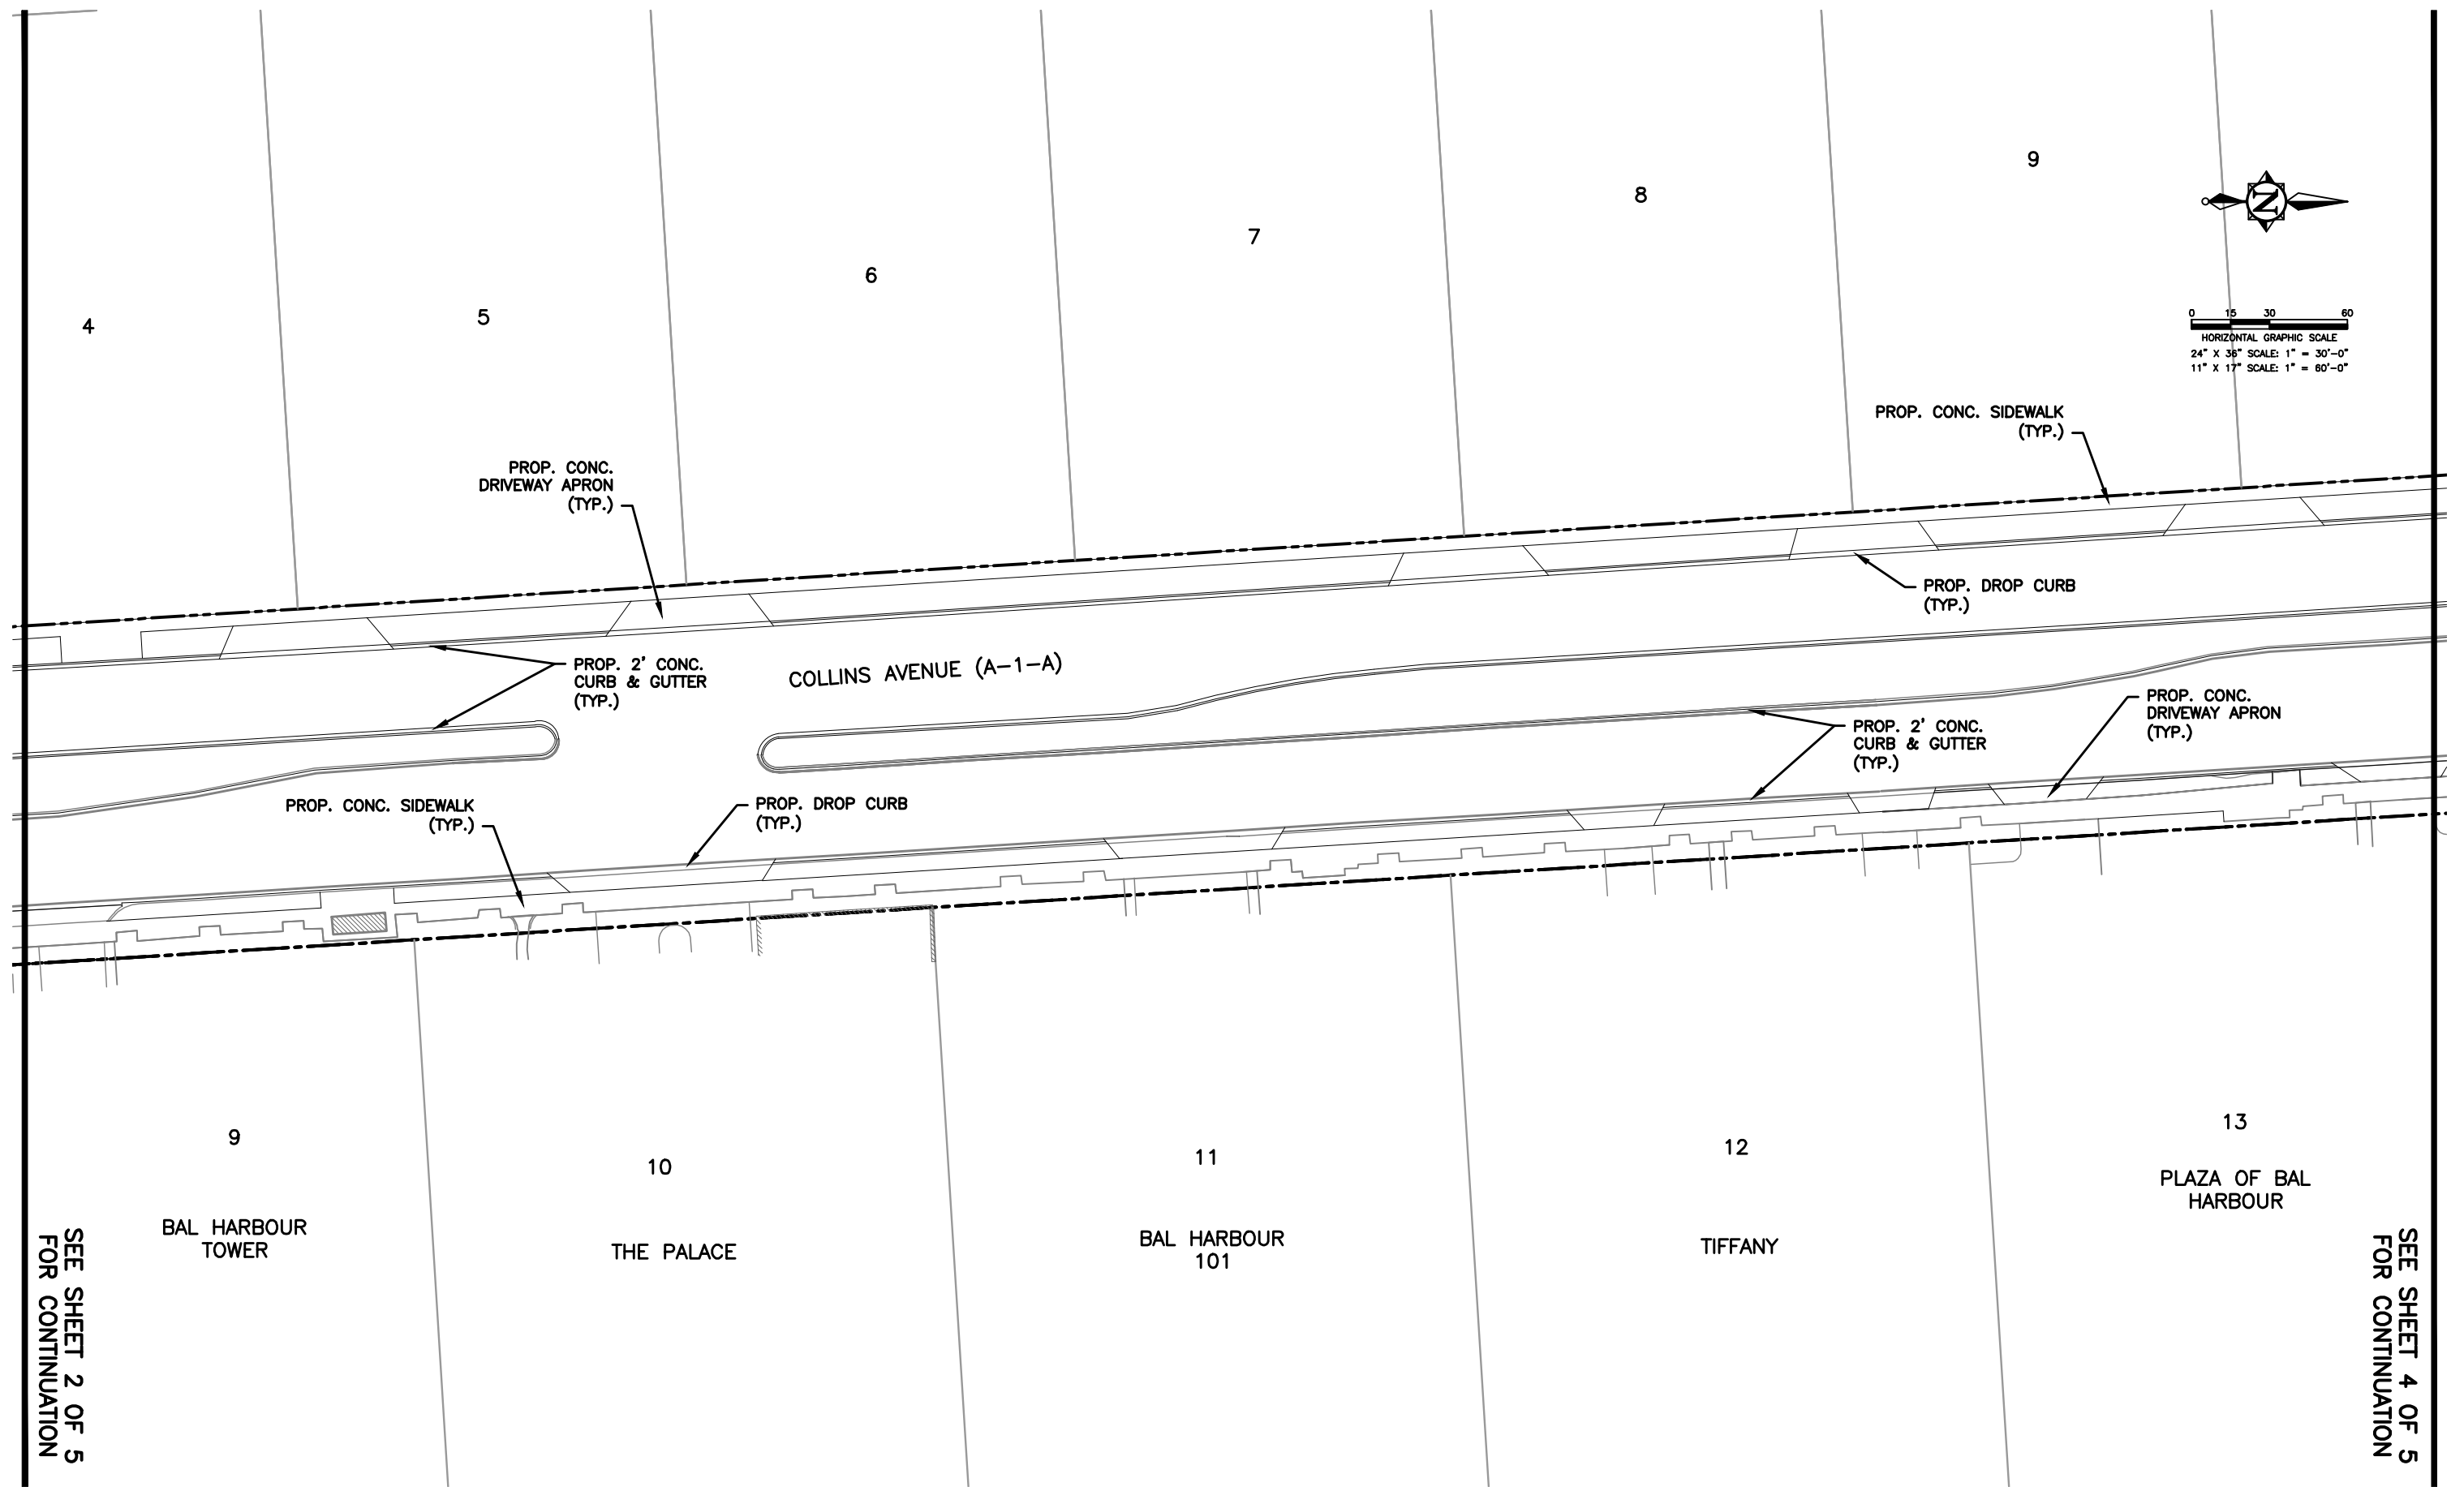 9
8
7
6
5
4
N
0 15 30 60
HORIZONTAL GRAPHIC SCALE
24" X 36" SCALE: 1" = 30'-0"
11" X 17" SCALE: 1" = 60'-0"
PROP. CONC. SIDEWALK
(TYP.)
PROP. CONC.
DRIVEWAY APRON
(TYP.)
PROP. DROP CURB
(TYP.)
PROP. 2' CONC.
CURB & GUTTER
(TYP.)
COLLINS AVENUE (A-1-A)
PROP. CONC.
DRIVEWAY APRON
(TYP.)
PROP. 2' CONC.
CURB & GUTTER
(TYP.)
PROP. CONC. SIDEWALK
(TYP.)
PROP. DROP CURB
(TYP.)
9
BAL HARBOUR
TOWER
10
THE PALACE
11
BAL HARBOUR
101
12
TIFFANY
13
PLAZA OF BAL
HARBOUR
SEE SHEET 2 OF 5
FOR CONTINUATION
SEE SHEET 4 OF 5
FOR CONTINUATION